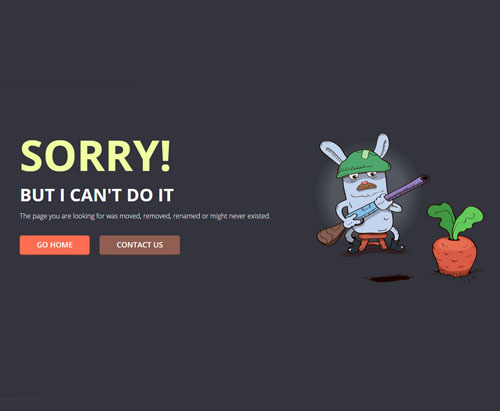 SORRY!
BUT I CAN'T DO IT
The page you are looking for was moved, removed, renamed or might never existed.
GO HOME
CONTACT US